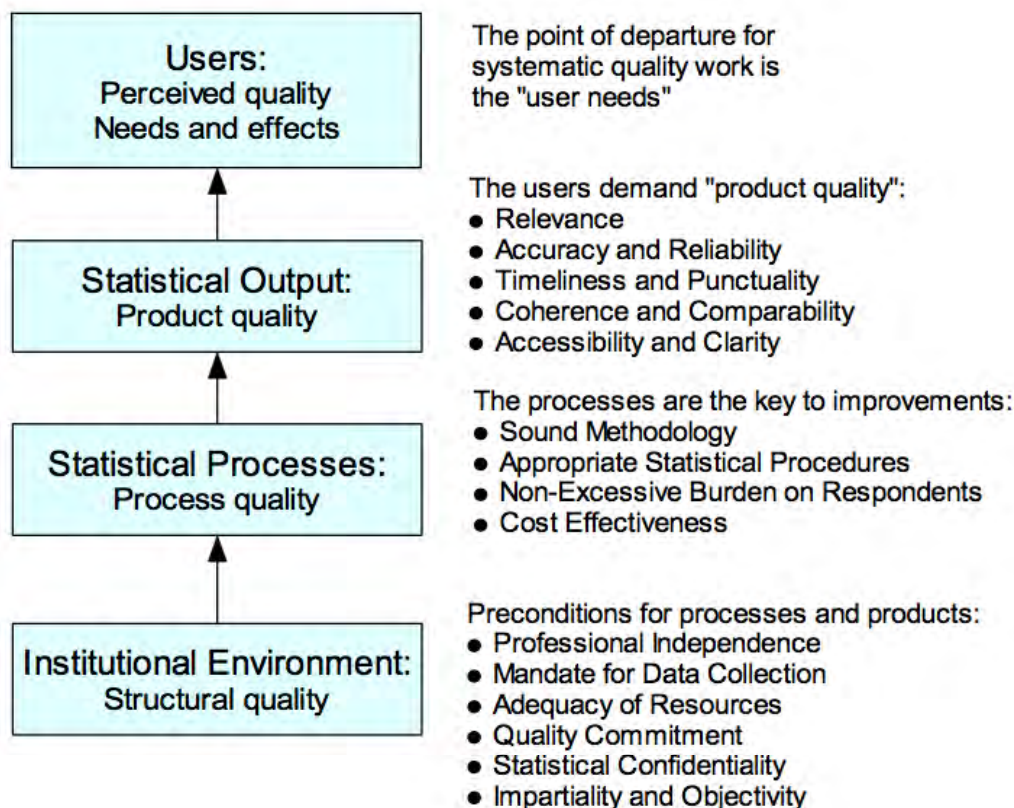 Users:
Perceived quality
Needs and effects
The point of departure for
systematic quality work is
the "user needs"
Statistical Output:
Product quality
The users demand "product quality":
● Relevance
● Accuracy and Reliability
● Timeliness and Punctuality
● Coherence and Comparability
● Accessibility and Clarity
Statistical Processes:
Process quality
The processes are the key to improvements:
● Sound Methodology
● Appropriate Statistical Procedures
● Non-Excessive Burden on Respondents
● Cost Effectiveness
Institutional Environment:
Structural quality
Preconditions for processes and products:
● Professional Independence
● Mandate for Data Collection
● Adequacy of Resources
● Quality Commitment
● Statistical Confidentiality
● Impartiality and Objectivity